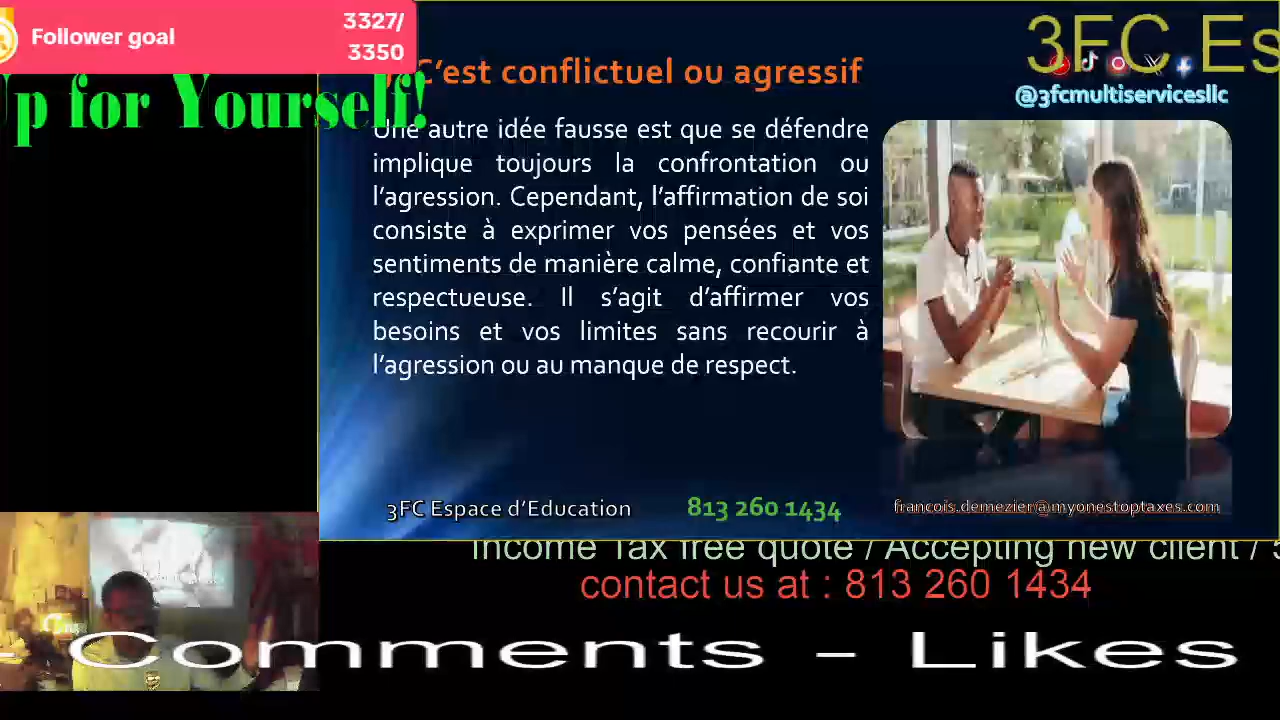 Follower goal
3327/
3350
3FC Es
@3fcmultiservicesllc
p for Yourself!
C'est conflictuel ou agressif
Une autre idée fausse est que se défendre
implique toujours la confrontation ou
l'agression. Cependant, l'affirmation de soi
consiste à exprimer vos pensées et vos
sentiments de manière calme, confiante et
respectueuse. Il s'agit d'affirmer vos
besoins et vos limites sans recourir à
l'agression ou au manque de respect.
3FC Espace d'Education
813 260 1434
francois.demezier@myonestoptaxes.com
Income Tax free quote / Accepting new client / 5
contact us at : 813 260 1434
- Comments - Likes